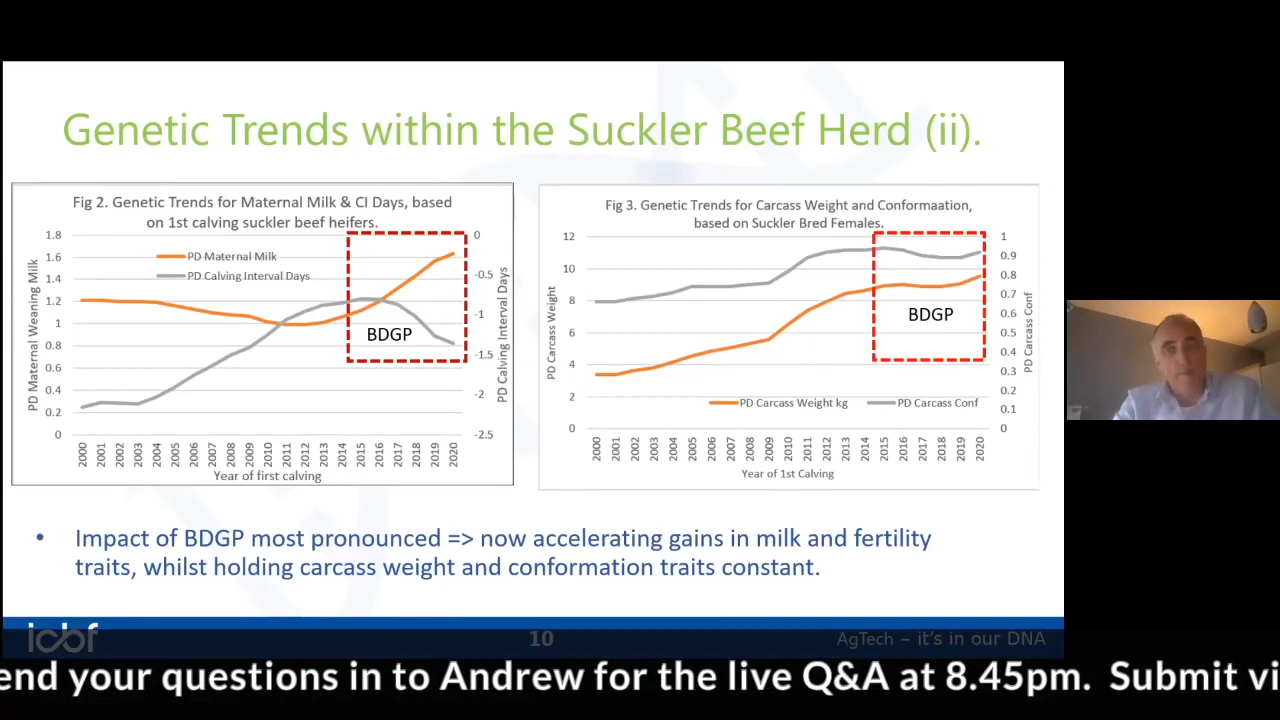 Genetic Trends within the Suckler Beef Herd (ii).
Fig 2. Genetic Trends for Maternal Milk & CI Days, based
on 1st calving suckler beef heifers.
PD Maternal Milk
PD Calving Interval Days
BDGP
PD Maternal Weaning Milk
1.8
1.6
1.4
1.2
1
0.8
0.6
0.4
0.2
0
0
-0.5
-1
-1.5
-2
-2.5
PD Calving Interval Days
2000 2001 2002 2003 2004 2005 2006 2007 2008 2009 2010 2011 2012 2013 2014 2015 2016 2017 2018 2019 2020
Year of first calving
Fig 3. Genetic Trends for Carcass Weight and Conformaation,
based on Suckler Bred Females.
BDGP
PD Carcass Weight
12
10
8
6
4
2
0
1
0.9
0.8
0.7
0.6
0.5
0.4
0.3
0.2
0.1
0
PD Carcass Conf
PD Carcass Weight kg
PD Carcass Conf
2000 2001 2002 2003 2004 2005 2006 2007 2008 2009 2010 2011 2012 2013 2014 2015 2016 2017 2018 2019 2020
Year of 1st Calving
• Impact of BDGP most pronounced => now accelerating gains in milk and fertility
traits, whilst holding carcass weight and conformation traits constant.
icbf
10
AgTech – it's in our DNA
end your questions in to Andrew for the live Q&A at 8.45pm. Submit vi